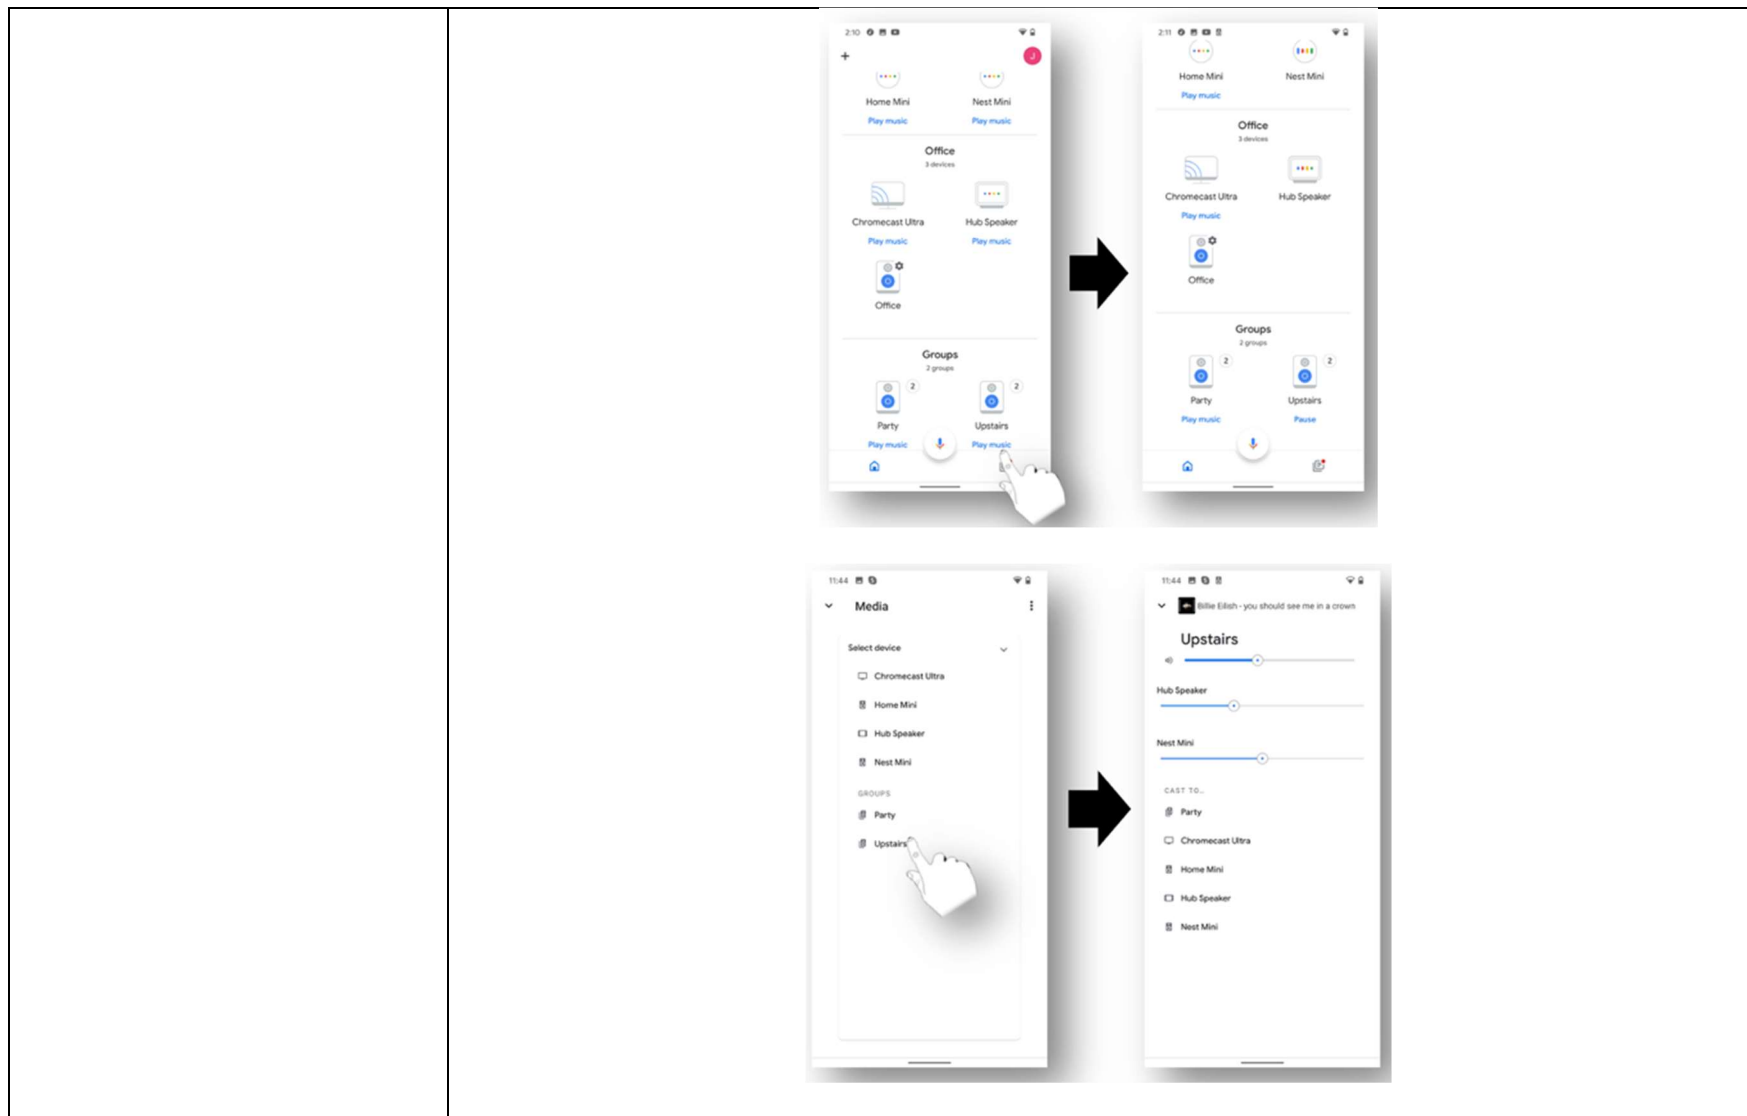 2:10
J
Home Mini
Nest Mini
Play music
Play music
Office
3 devices
Chromecast Ultra
Hub Speaker
Play music
Play music
Office
Groups
2 groups
2
2
Party
Upstairs
Play music
Play music
2:11
Home Mini
Nest Mini
Play music
Office
3 devices
Chromecast Ultra
Hub Speaker
Play music
Office
Groups
2 groups
2
2
Party
Upstairs
Play music
Pause
11:44
Media
Select device
Chromecast Ultra
Home Mini
Hub Speaker
Nest Mini
GROUPS
Party
Upstairs
11:44
Billie Eilish - you should see me in a crown
Upstairs
Hub Speaker
Nest Mini
CAST TO...
Party
Chromecast Ultra
Home Mini
Hub Speaker
Nest Mini